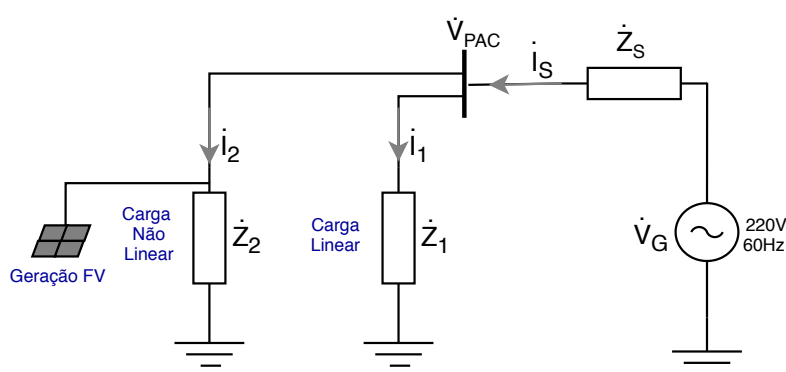 V̇PAC
İS
ŻS
İ2
İ1
Carga
Não
Linear
Ż2
Carga
Linear
Ż1
V̇G
220V
60Hz
Geração FV